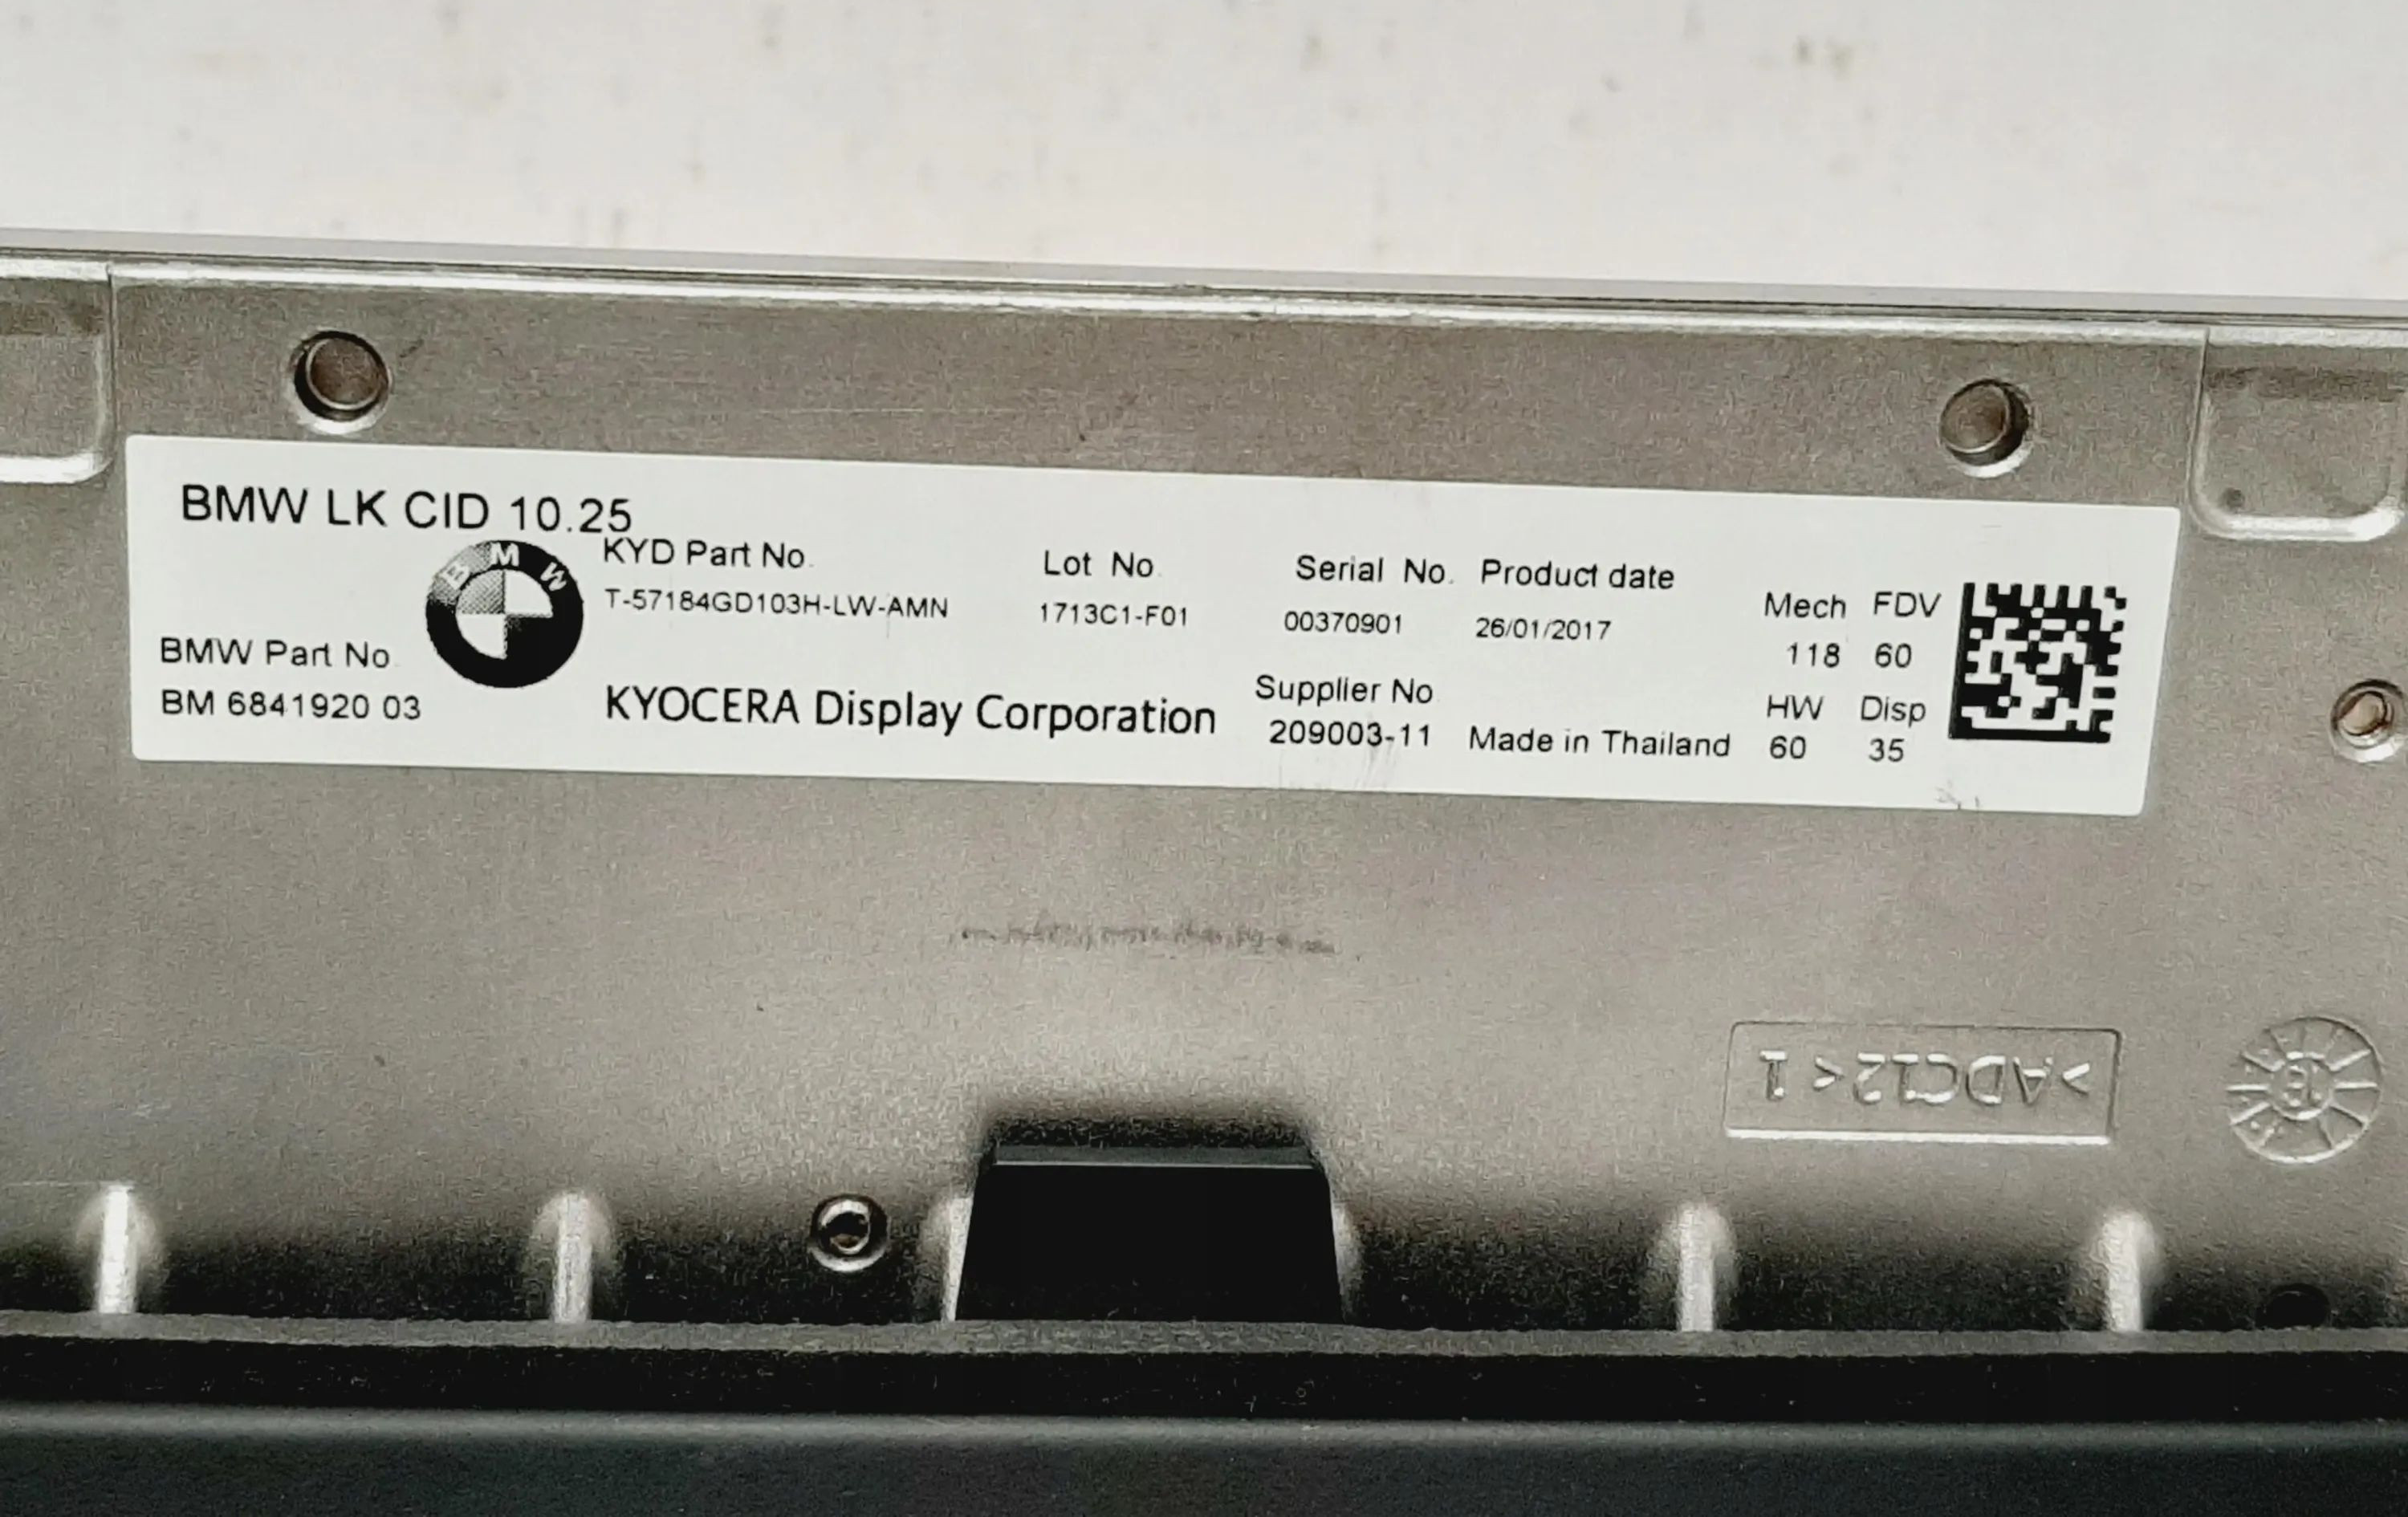 BMW LK CID 10.25
BMW
KYD Part No.
T-57184GD103H-LW-AMN
Lot No
1713C1-F01
Serial No.
00370901
Product date
26/01/2017
Mech FDV
118 60
HW Disp
60 35
BMW Part No
BM 6841920 03
KYOCERA Display Corporation
Supplier No
209003-11
Made in Thailand
>ADC12< 1